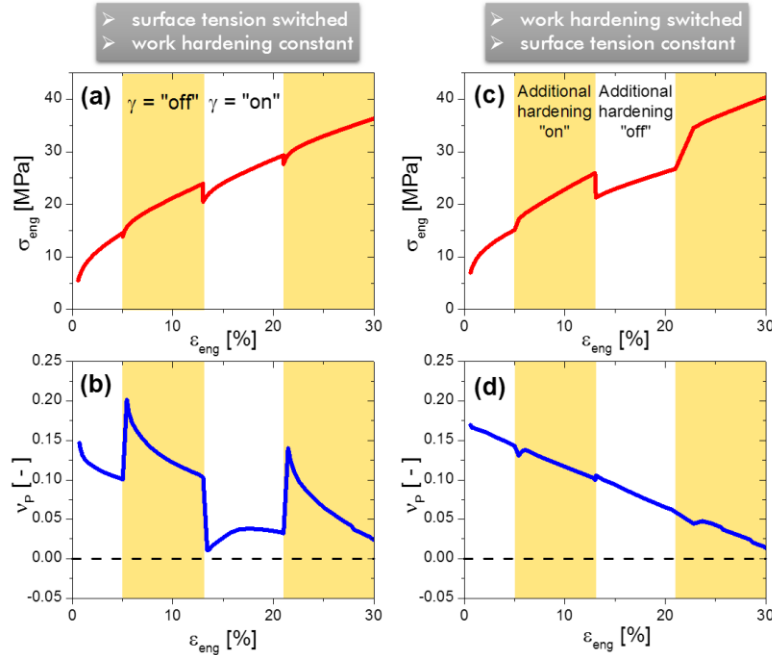 ➢ surface tension switched
➢ work hardening constant
➢ work hardening switched
➢ surface tension constant
(a)
γ = "off"
γ = "on"
40
30
20
10
0
σeng [MPa]
0
10
20
30
εeng [%]
(c)
Additional
hardening
"on"
Additional
hardening
"off"
40
30
20
10
0
σeng [MPa]
0
10
20
30
εeng [%]
(b)
0.25
0.20
0.15
0.10
0.05
0.00
-0.05
νP [ - ]
0
10
20
30
εeng [%]
(d)
0.25
0.20
0.15
0.10
0.05
0.00
-0.05
νP [ - ]
0
10
20
30
εeng [%]